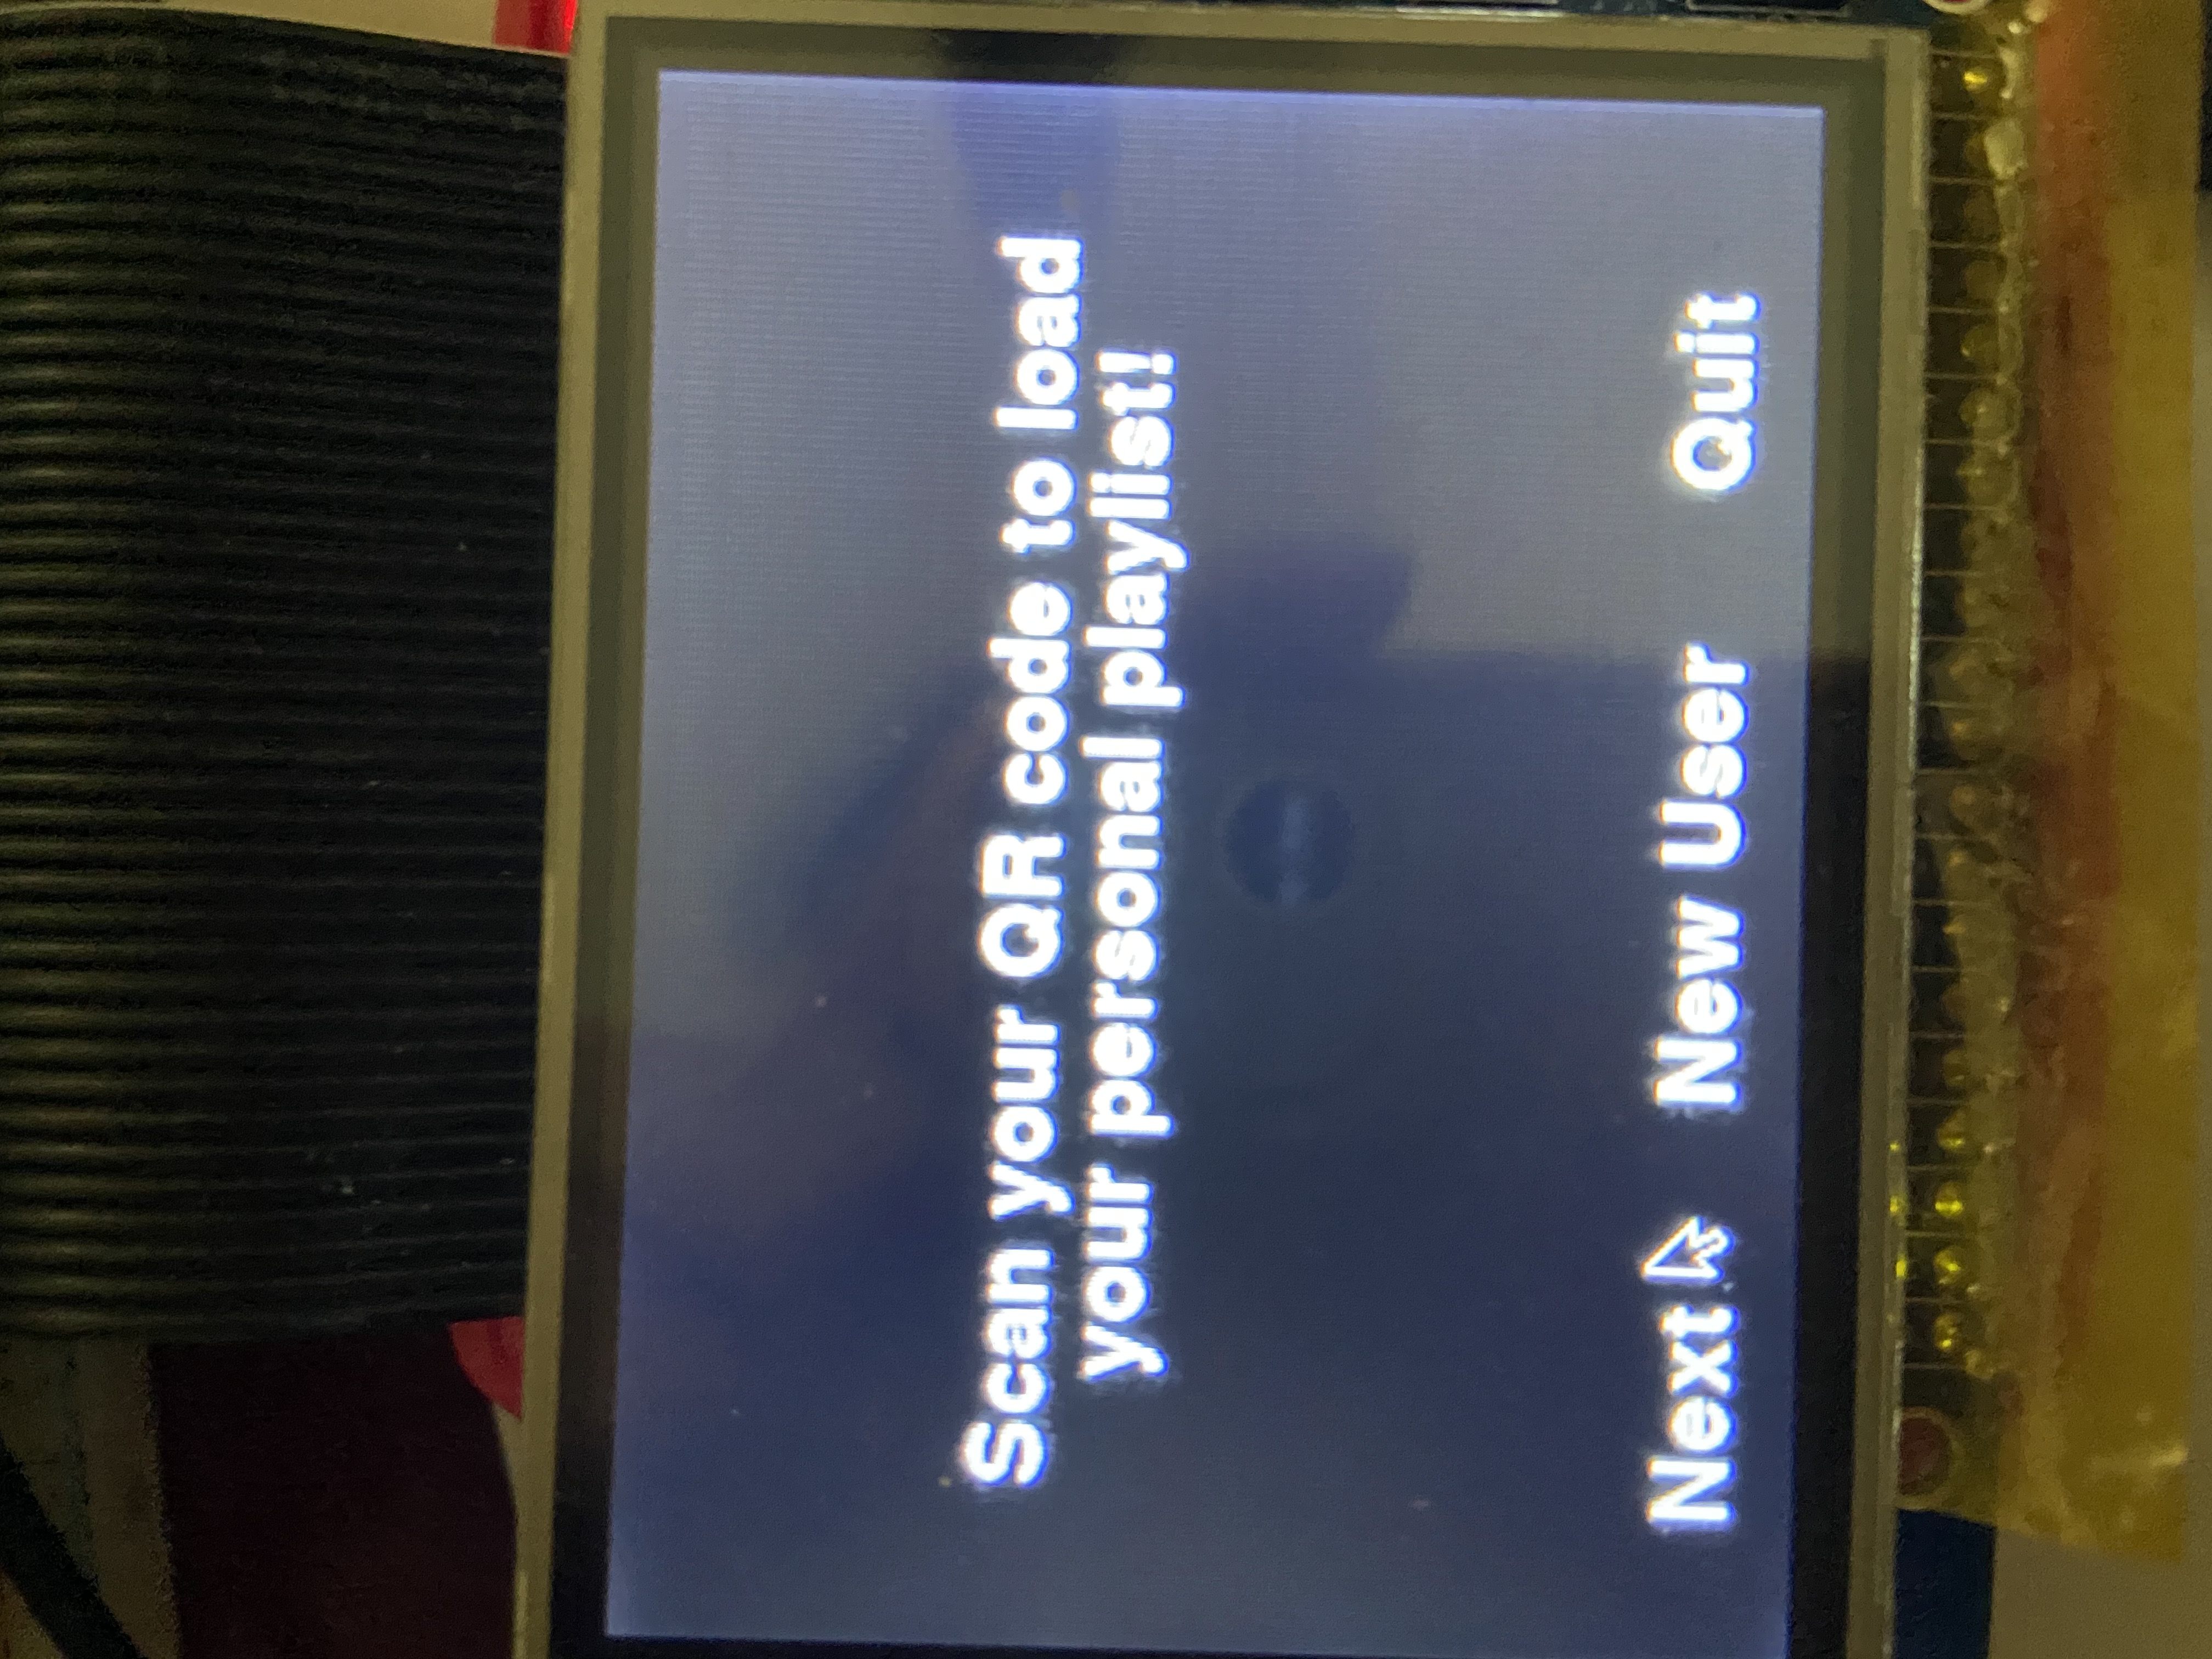 Scan your QR code to load
your personal playlist!
Next New User Quit